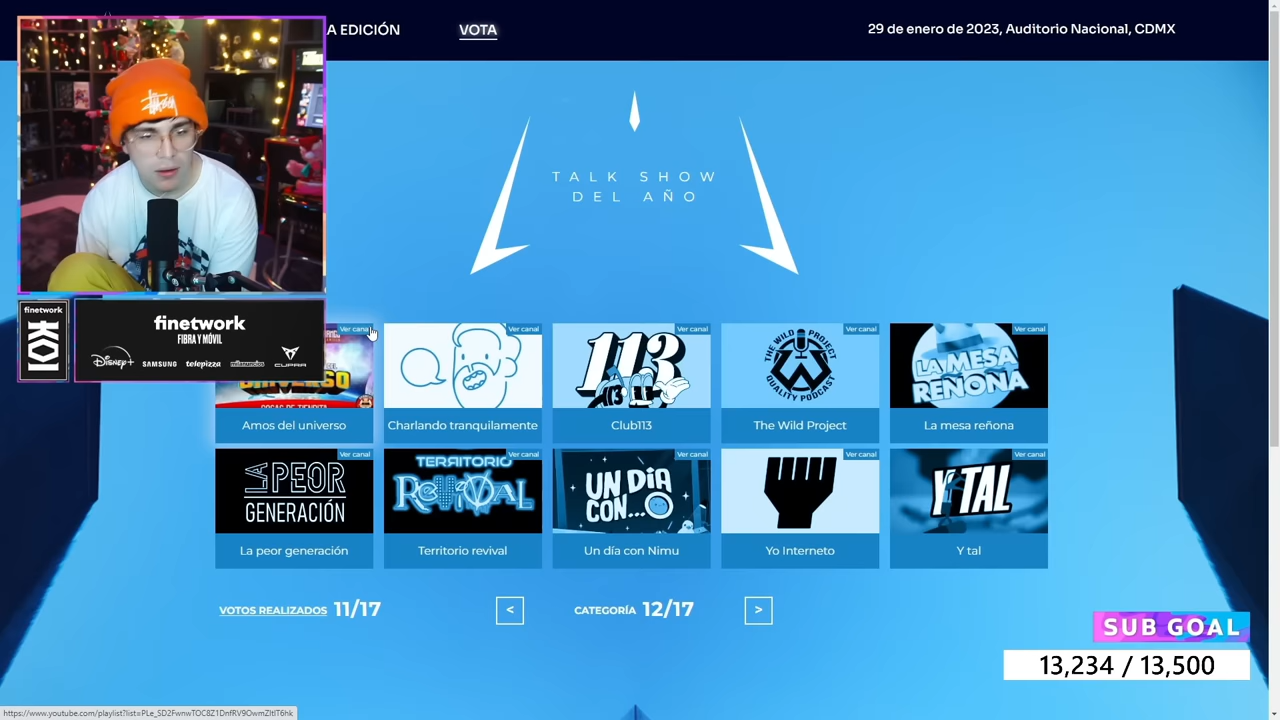 A EDICIÓN
VOTA
29 de enero de 2023, Auditorio Nacional, CDMX
TALK SHOW
DEL AÑO
finetwork
KOI
finetwork
FIBRA Y MÓVIL
Disney+
SAMSUNG
telepizza
milanuncios
CUPRA
Ver canal
UNIVERSO
Amos del universo
Ver canal
Charlando tranquilamente
Ver canal
113
113
Club113
Ver canal
THE WILD PROJECT
QUALITY PODCAST
The Wild Project
Ver canal
LA MESA
REÑONA
La mesa reñona
Ver canal
LA PEOR
GENERACIÓN
La peor generación
Ver canal
TERRITORIO
REVIVAL
Territorio revival
Ver canal
UN DÍA
CON...
Un día con Nimu
Ver canal
Yo Interneto
Ver canal
Y TAL
Y tal
VOTOS REALIZADOS 11/17
<
CATEGORÍA 12/17
>
SUB GOAL
13,234 / 13,500